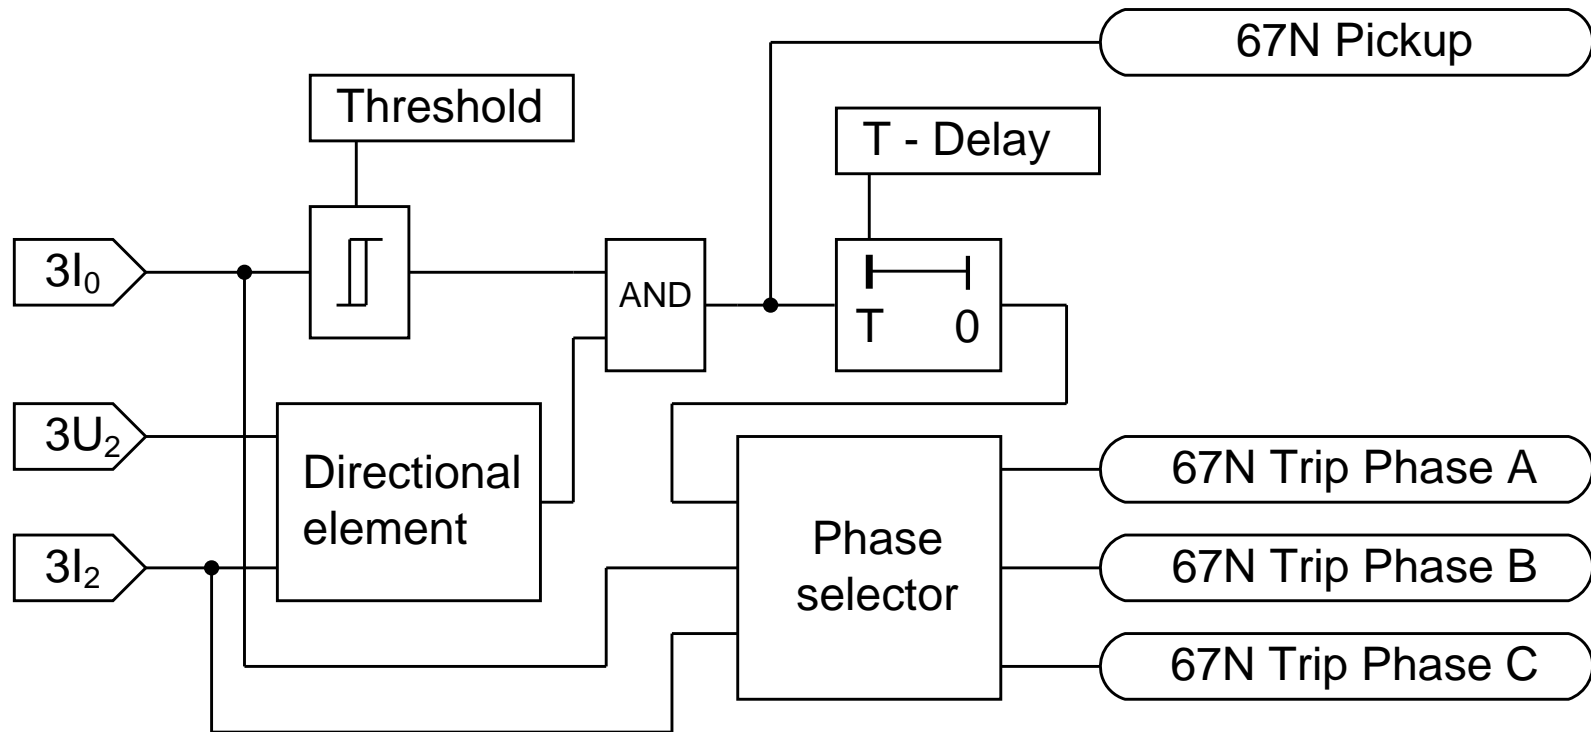 67N Pickup
Threshold
T - Delay
3I₀
AND
T 0
3U₂
Directional
element
67N Trip Phase A
3I₂
Phase
selector
67N Trip Phase B
67N Trip Phase C